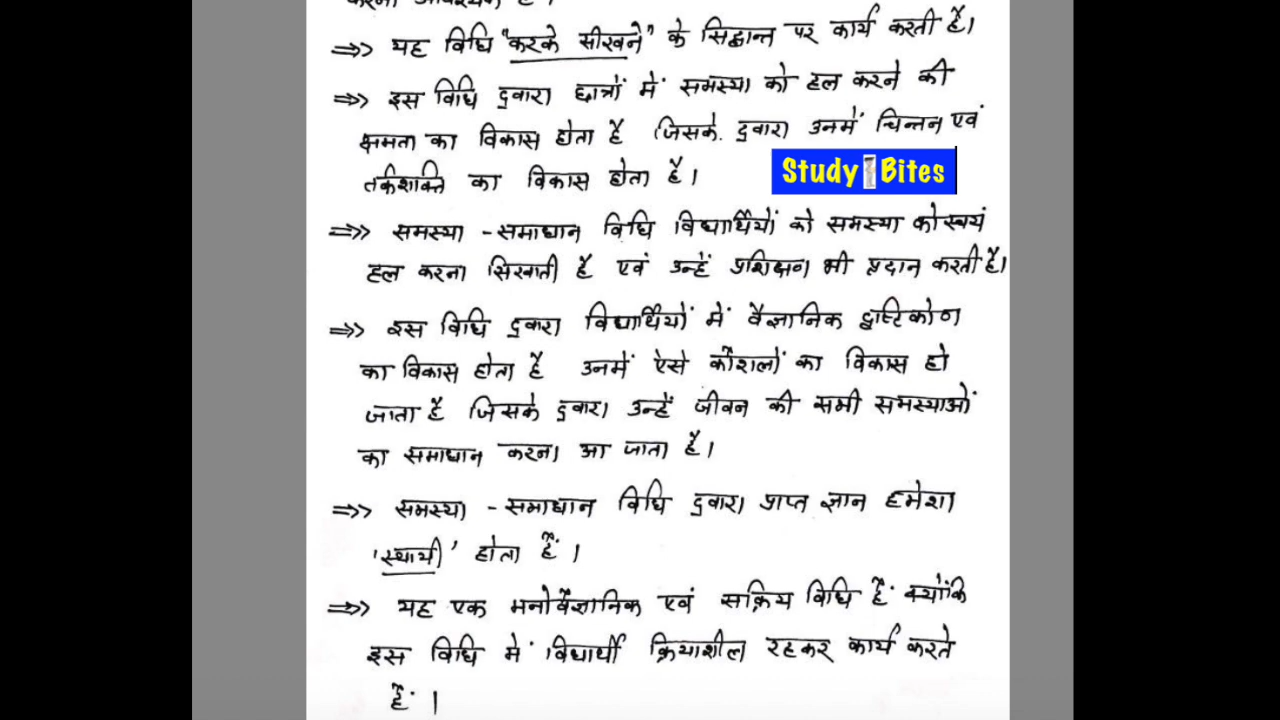 ⇒>> यह विधि "करके सीखने" के सिद्धान्त पर कार्य करती है।
⇒>> इस विधि द्वारा छात्रों में समस्या को हल करने की
क्षमता का विकास होता है जिसके द्वारा उनमें चिन्तन एवं
तर्कशक्ति का विकास होता है।
Study Bites
⇒>> समस्या - समाधान विधि विद्यार्थियों को समस्या को स्वयं
हल करना सिखाती है एवं उन्हें प्रशिक्षण भी प्रदान करती है।
⇒>> इस विधि द्वारा विद्यार्थियों में वैज्ञानिक दृष्टिकोण
का विकास होता है उनमें ऐसे कौशलों का विकास हो
जाता है जिसके द्वारा उन्हें जीवन की सभी समस्याओं
का समाधान करना आ जाता है।
⇒>> समस्या - समाधान विधि द्वारा प्राप्त ज्ञान हमेशा
'स्थायी' होता हैं।
⇒>> यह एक मनोवैज्ञानिक एवं सक्रिय विधि हैं क्योंकि
इस विधि में विद्यार्थी क्रियाशील रहकर कार्य करते
हैं।